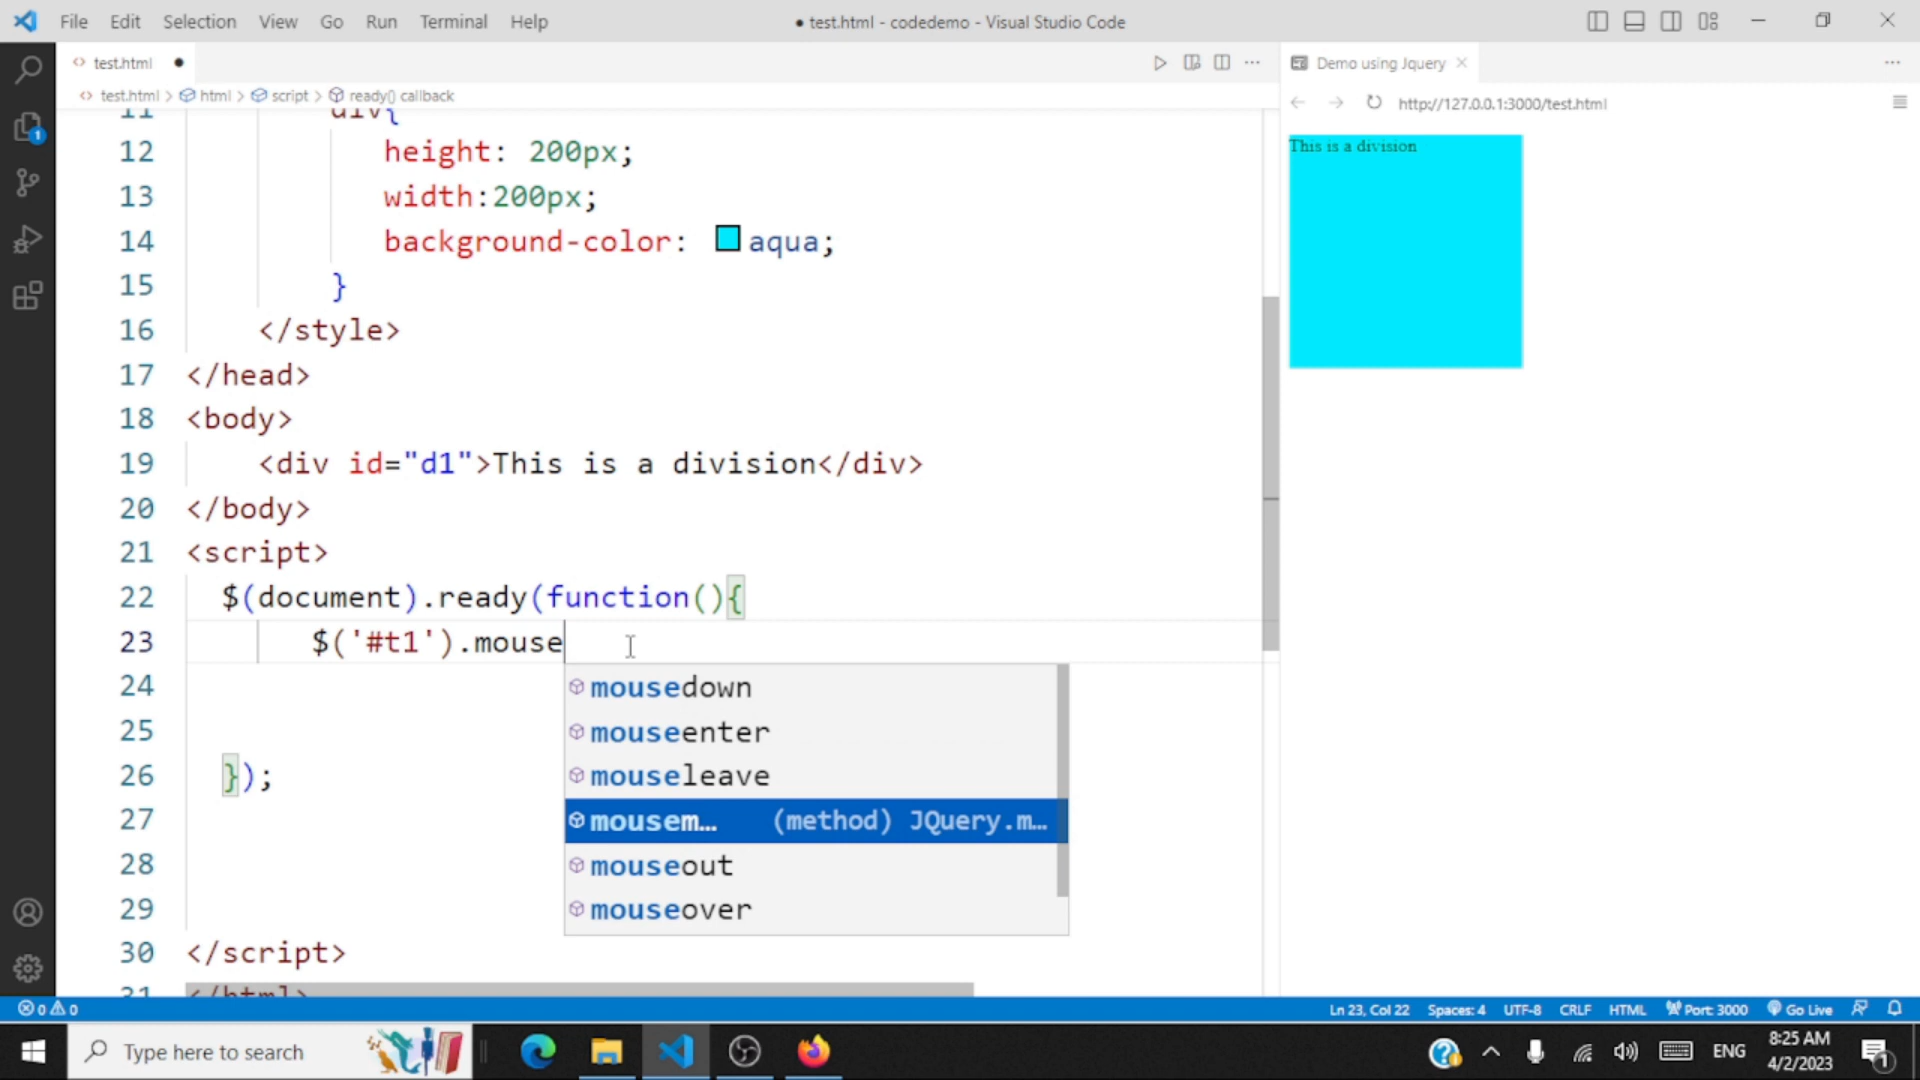 File Edit Selection View Go Run Terminal Help
● test.html - codedemo - Visual Studio Code
test.html ●
Demo using Jquery
test.html > html > script > ready() callback
http://127.0.0.1:3000/test.html
11 div{
12 height: 200px;
13 width:200px;
14 background-color: aqua;
15 }
16 </style>
17 </head>
18 <body>
19 <div id="d1">This is a division</div>
20 </body>
21 <script>
22 $(document).ready(function(){
23 $('#t1').mouse
24
25
26 });
27
28
29
30 </script>
31 </html>
mousedown
mouseenter
mouseleave
mousem… (method) JQuery.m…
mouseout
mouseover
This is a division
1
0 0
Ln 23, Col 22 Spaces: 4 UTF-8 CRLF HTML Port: 3000 Go Live
Type here to search
ENG
8:25 AM
4/2/2023
1